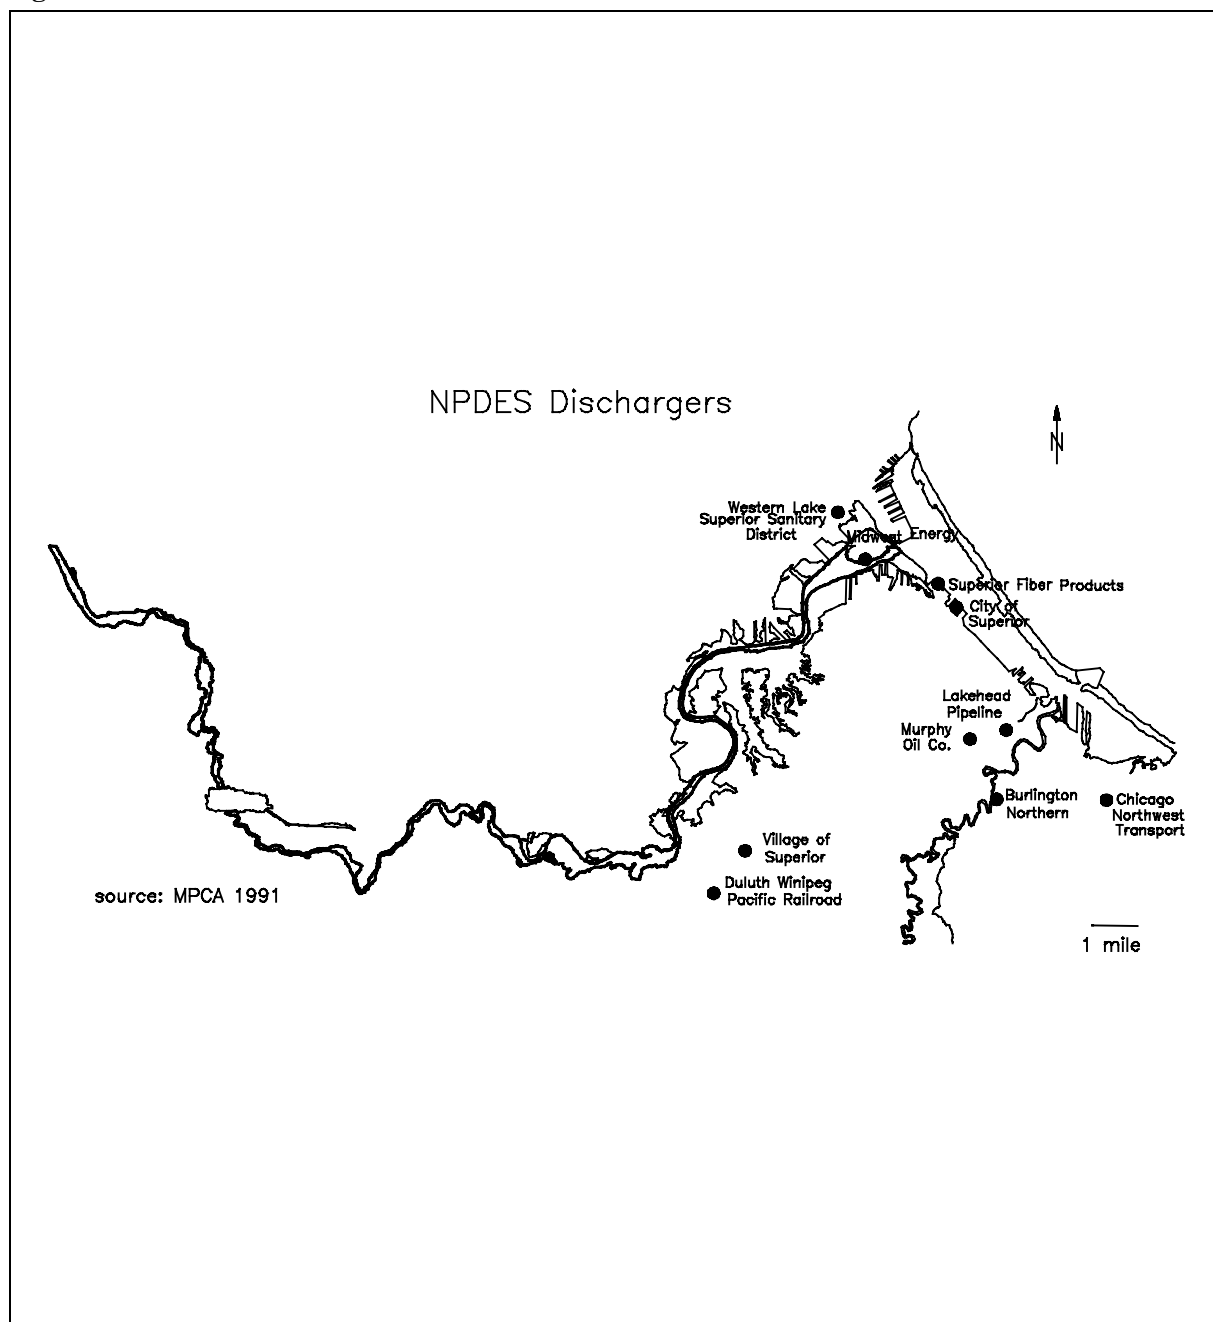 NPDES Dischargers
N
Western Lake
Superior Sanitary
District
Midwest Energy
Superior Fiber Products
City of
Superior
Lakehead
Pipeline
Murphy
Oil Co.
Burlington
Northern
Chicago
Northwest
Transport
Village of
Superior
Duluth Winipeg
Pacific Railroad
source: MPCA 1991
1 mile